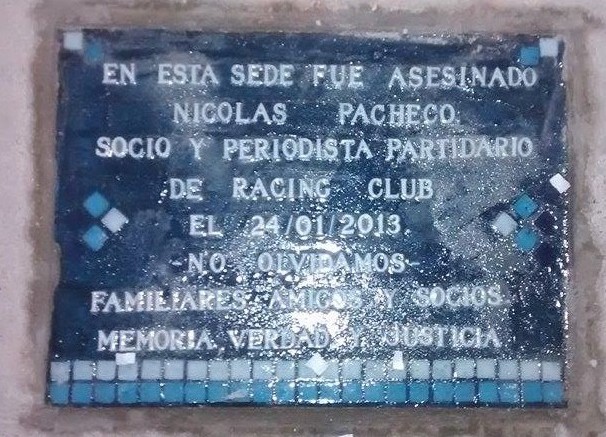 EN ESTA SEDE FUE ASESINADO
NICOLAS PACHECO
SOCIO Y PERIODISTA PARTIDARIO
DE RACING CLUB
EL 24/01/2013.
-NO OLVIDAMOS-
FAMILIARES AMIGOS Y SOCIOS
MEMORIA, VERDAD Y JUSTICIA